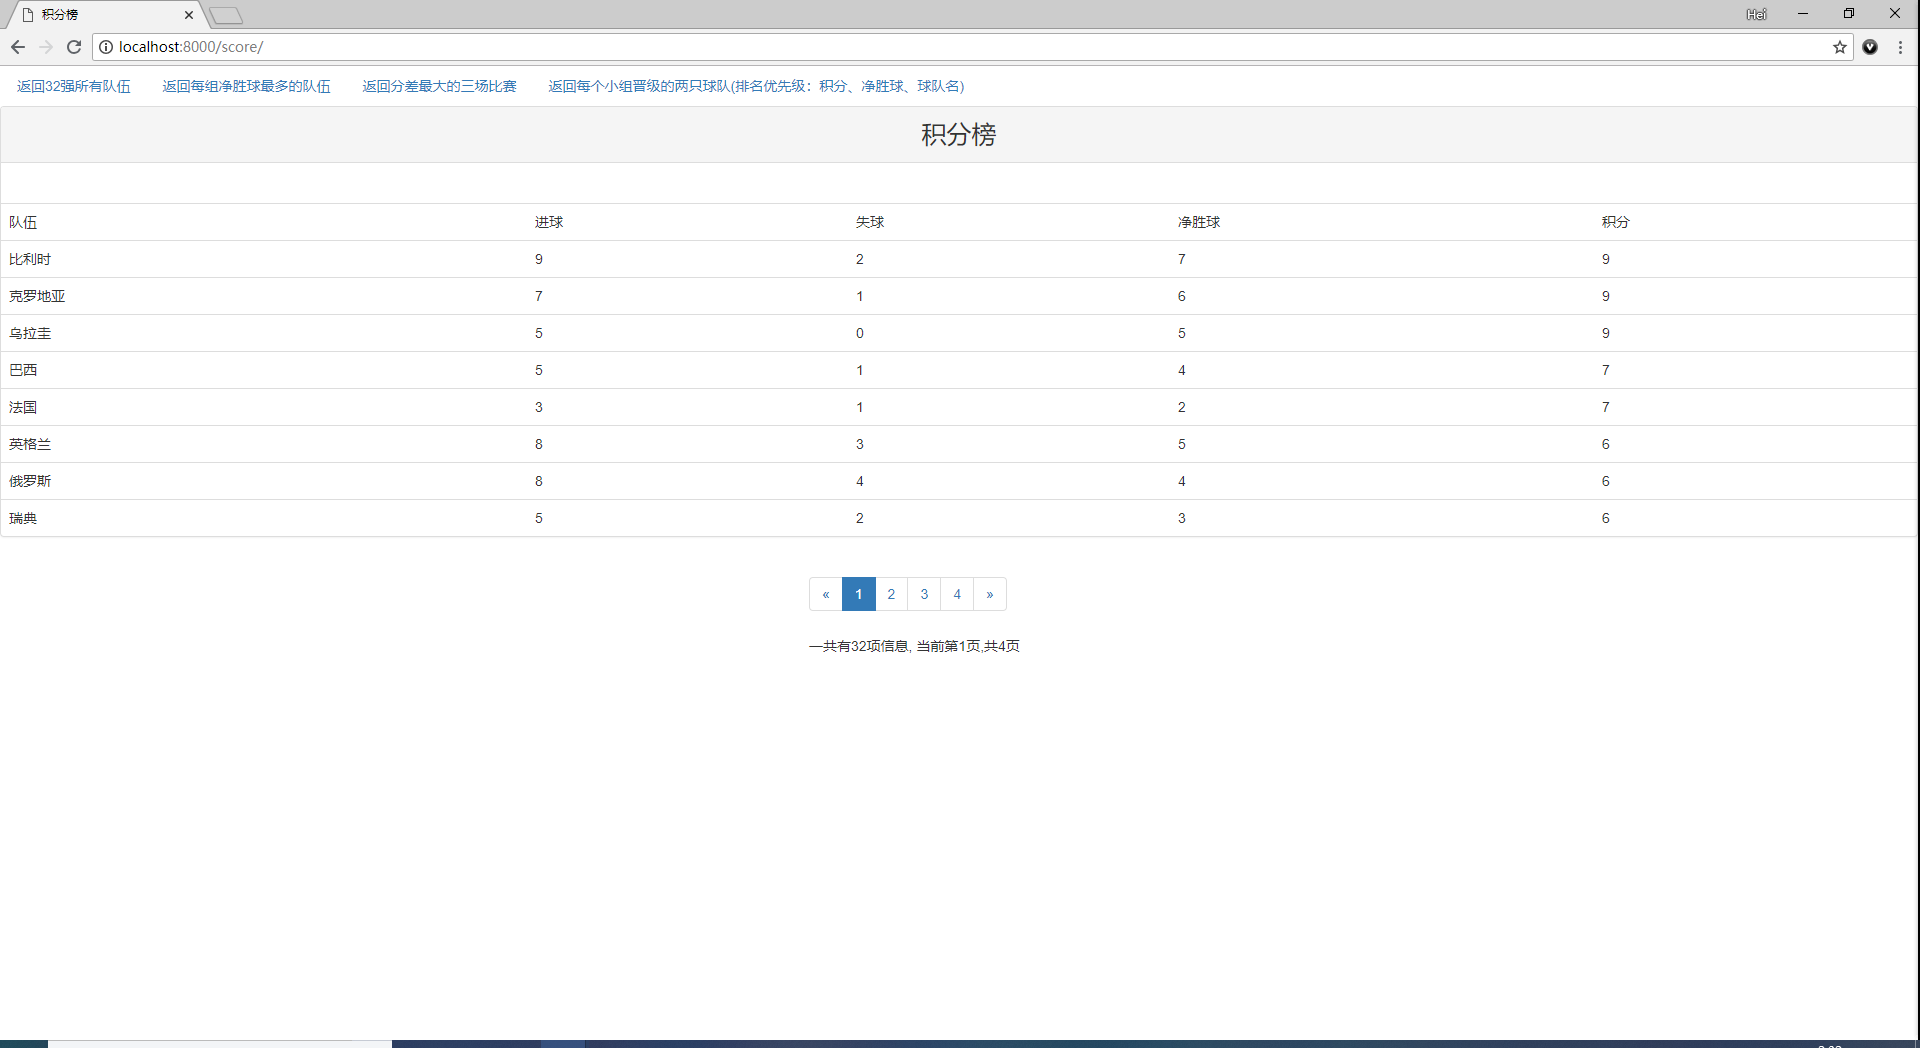 积分榜
Hei
localhost:8000/score/
返回32强所有队伍 返回每组净胜球最多的队伍 返回分差最大的三场比赛 返回每个小组晋级的两只球队(排名优先级：积分、净胜球、球队名)
积分榜
队伍 进球 失球 净胜球 积分
比利时 9 2 7 9
克罗地亚 7 1 6 9
乌拉圭 5 0 5 9
巴西 5 1 4 7
法国 3 1 2 7
英格兰 8 3 5 6
俄罗斯 8 4 4 6
瑞典 5 2 3 6
« 1 2 3 4 »
一共有32项信息, 当前第1页,共4页